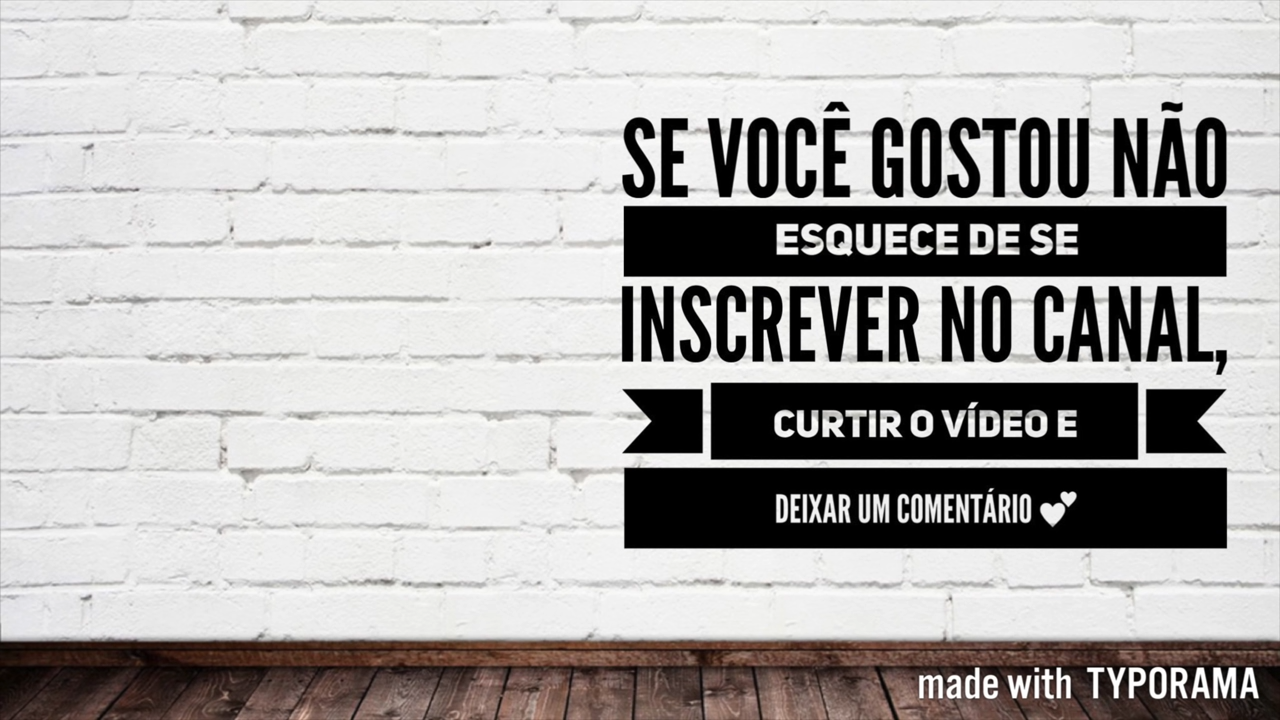 SE VOCÊ GOSTOU NÃO
ESQUECE DE SE
INSCREVER NO CANAL,
CURTIR O VÍDEO E
DEIXAR UM COMENTÁRIO 💕
made with TYPORAMA